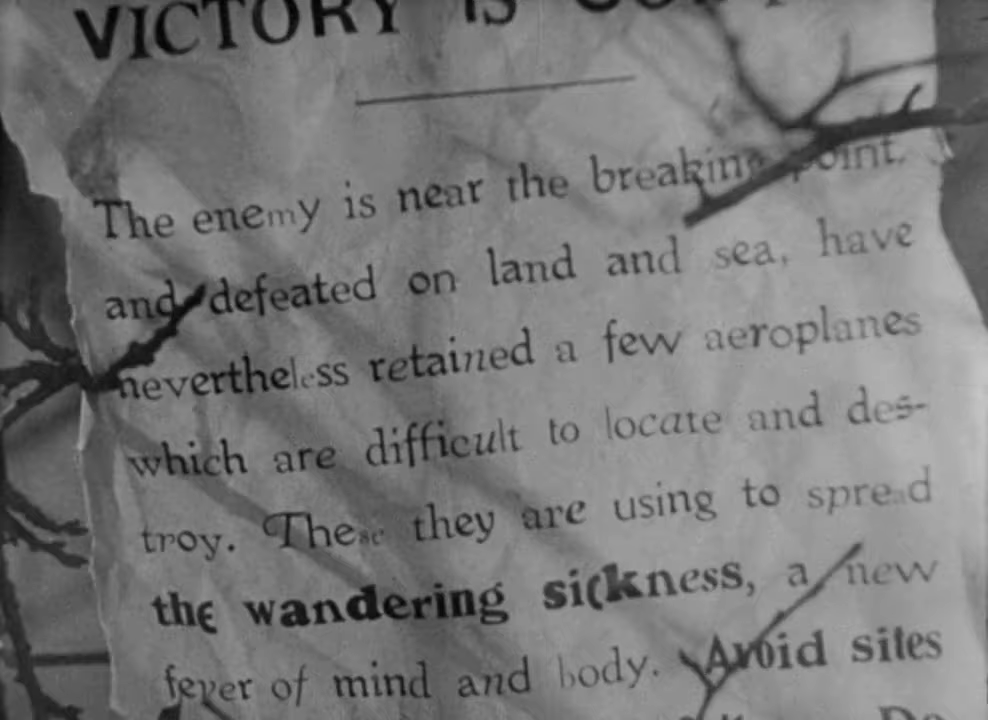 VICTORY IS
The enemy is near the breaking point.
and defeated on land and sea, have
nevertheless retained a few aeroplanes
which are difficult to locate and des-
troy. These they are using to spread
the wandering sickness, a new
fever of mind and body. Avoid sites